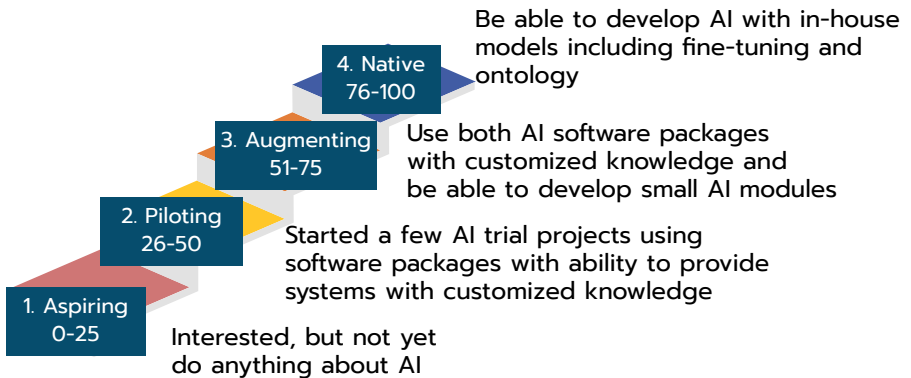 Be able to develop AI with in-house
models including fine-tuning and
ontology
4. Native
76-100
Use both AI software packages
with customized knowledge and
be able to develop small AI modules
3. Augmenting
51-75
Started a few AI trial projects using
software packages with ability to provide
systems with customized knowledge
2. Piloting
26-50
Interested, but not yet
do anything about AI
1. Aspiring
0-25